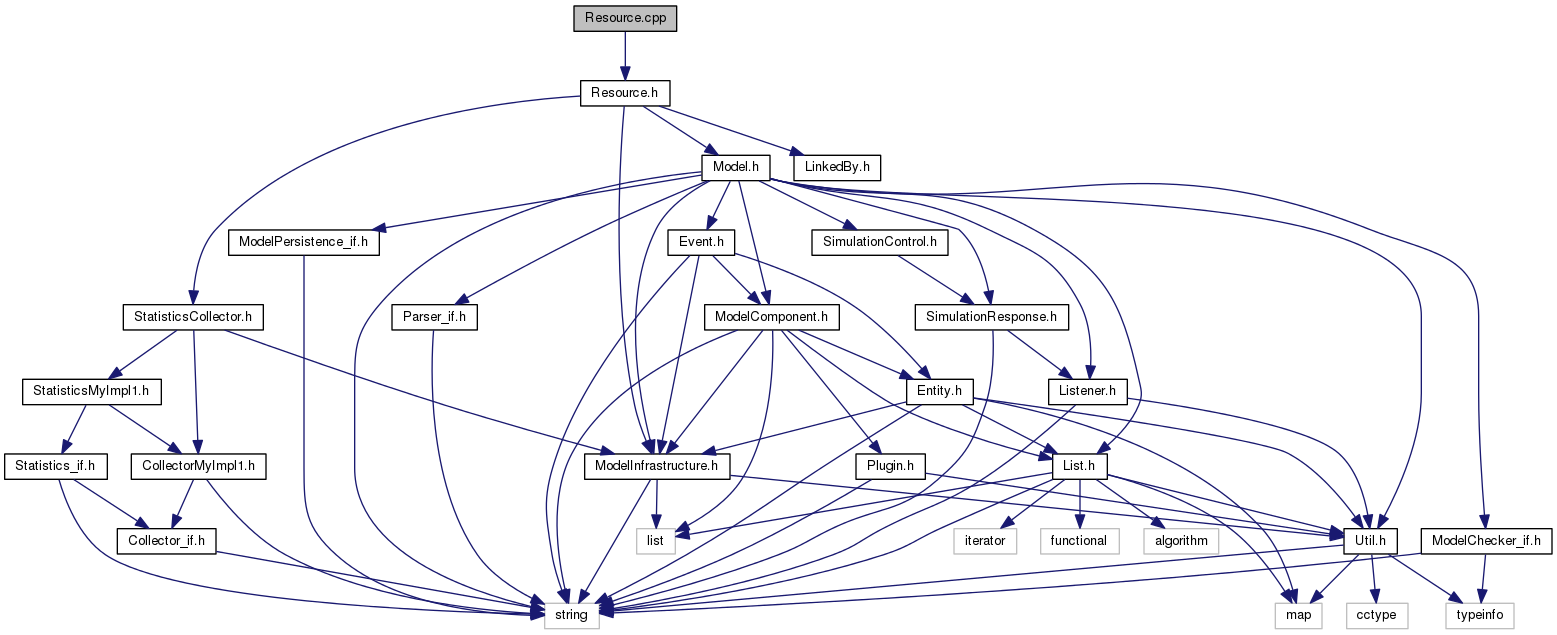 Resource.cpp
Resource.h
Model.h
LinkedBy.h
ModelPersistence_if.h
Event.h
SimulationControl.h
StatisticsCollector.h
Parser_if.h
ModelComponent.h
SimulationResponse.h
StatisticsMyImpl1.h
Entity.h
Listener.h
Statistics_if.h
CollectorMyImpl1.h
ModelInfrastructure.h
Plugin.h
List.h
Collector_if.h
list
iterator
functional
algorithm
Util.h
ModelChecker_if.h
string
map
cctype
typeinfo